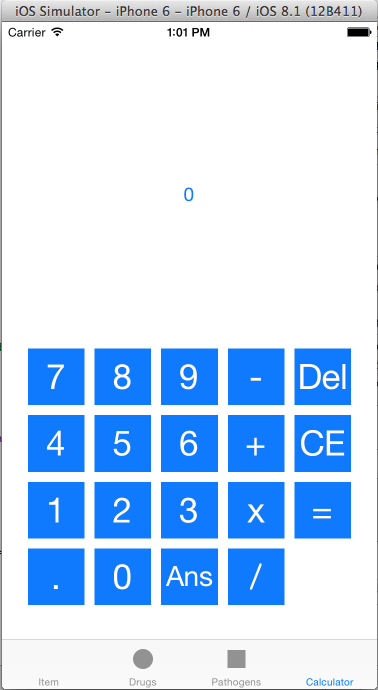 iOS Simulator - iPhone 6 - iPhone 6 / iOS 8.1 (12B411)
Carrier 1:01 PM
0
7 8 9 - Del
4 5 6 + CE
1 2 3 x =
. 0 Ans /
Item Drugs Pathogens Calculator